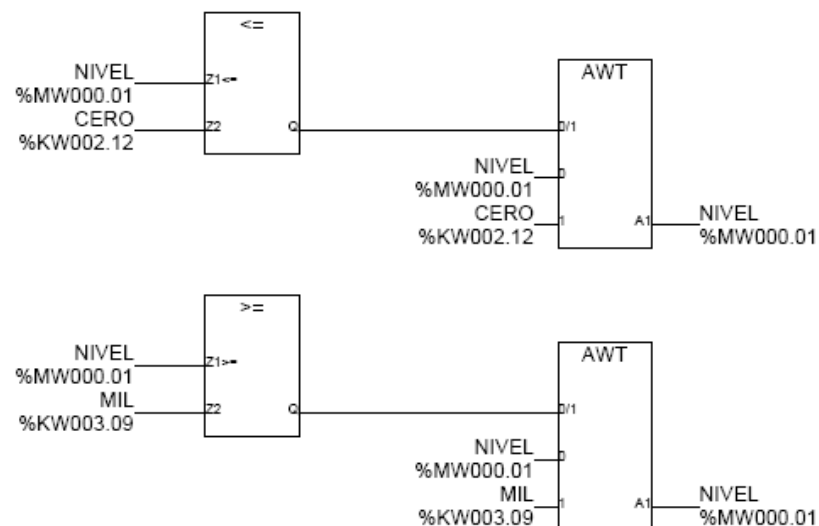 <=
AWT
NIVEL
%MW000.01
Z1<=
CERO
%KW002.12
Z2
Q
0/1
NIVEL
%MW000.01
0
CERO
%KW002.12
1
A1
NIVEL
%MW000.01
>=
AWT
NIVEL
%MW000.01
Z1>=
MIL
%KW003.09
Z2
Q
0/1
NIVEL
%MW000.01
0
MIL
%KW003.09
1
A1
NIVEL
%MW000.01